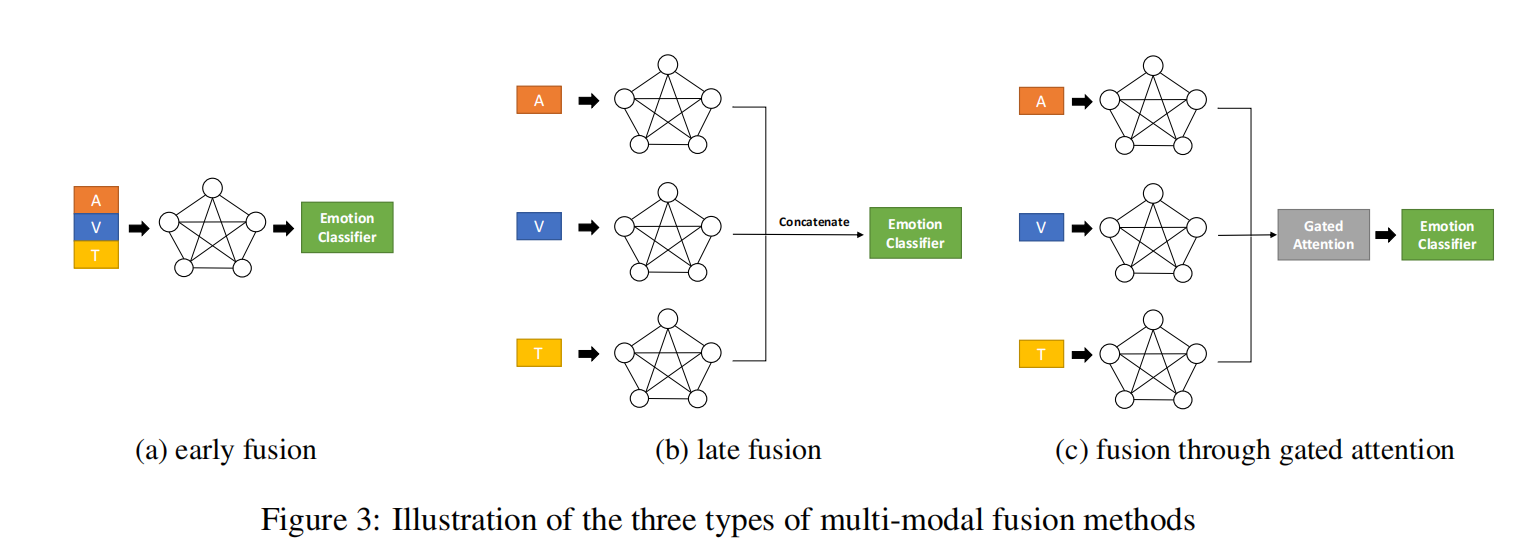 A
V
T
Emotion
Classifier
(a) early fusion
A
V
T
Concatenate
Emotion
Classifier
(b) late fusion
A
V
T
Gated
Attention
Emotion
Classifier
(c) fusion through gated attention
Figure 3: Illustration of the three types of multi-modal fusion methods